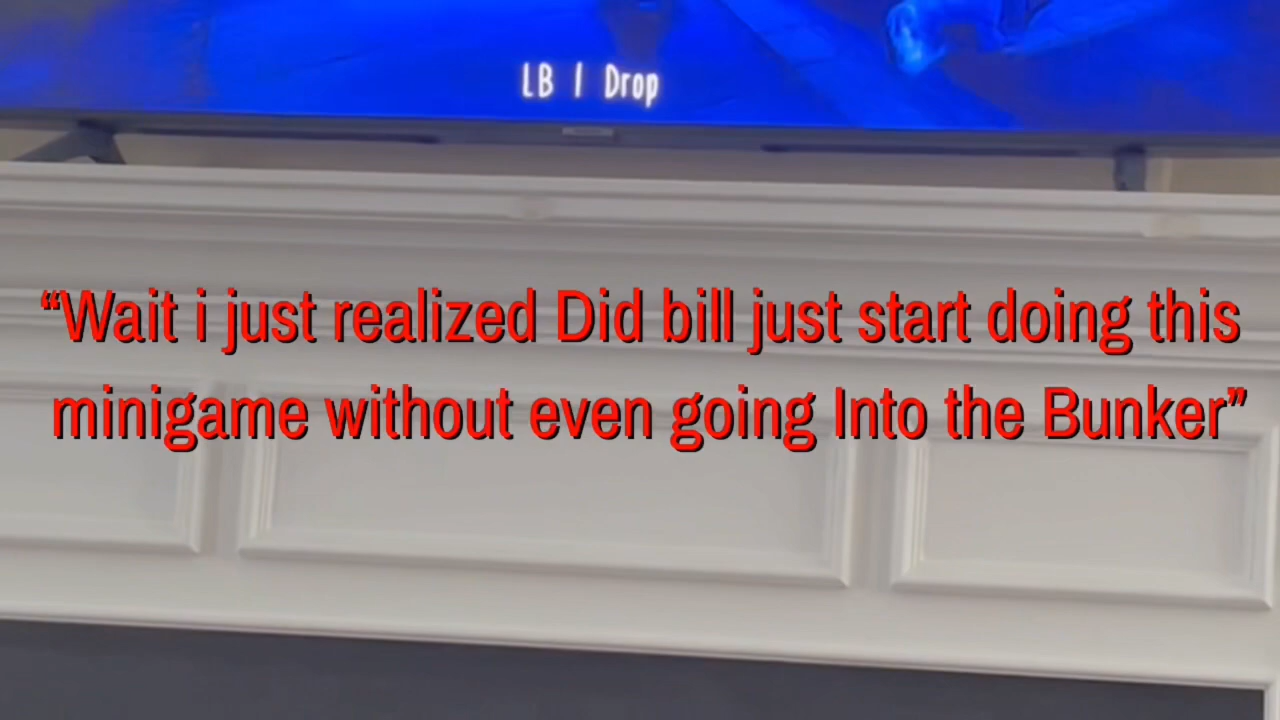 LB | Drop
“Wait i just realized Did bill just start doing this
minigame without even going Into the Bunker”